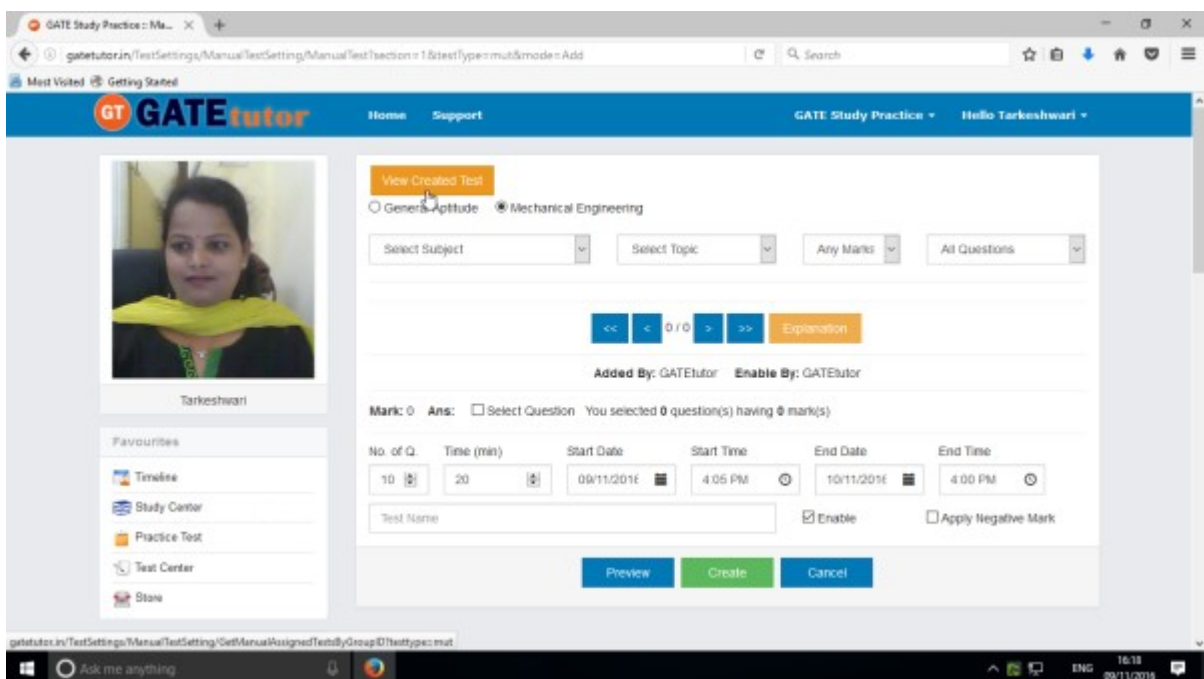 GATE Study Practice :: Ma...
gatetutor.in/TestSettings/ManualTestSetting/ManualTest?section=1&testType=mut&mode=Add
Search
Most Visited Getting Started
GT GATEtutor Home Support GATE Study Practice Hello Tarkeshwari
View Created Test
General Aptitude Mechanical Engineering
Select Subject Select Topic Any Marks All Questions
<< < 0 / 0 > >> Explanation
Added By: GATEtutor Enable By: GATEtutor
Tarkeshwari
Mark: 0 Ans: Select Question You selected 0 question(s) having 0 mark(s)
Favourites
Timeline
Study Center
Practice Test
Test Center
Store
No. of Q. Time (min) Start Date Start Time End Date End Time
10 20 09/11/2016 4:05 PM 10/11/2016 4:00 PM
Test Name Enable Apply Negative Mark
Preview Create Cancel
gatetutor.in/TestSettings/ManualTestSetting/GetManualAssignedTestsByGroupID?testtype=mut
Ask me anything ENG 16:18
09/11/2016